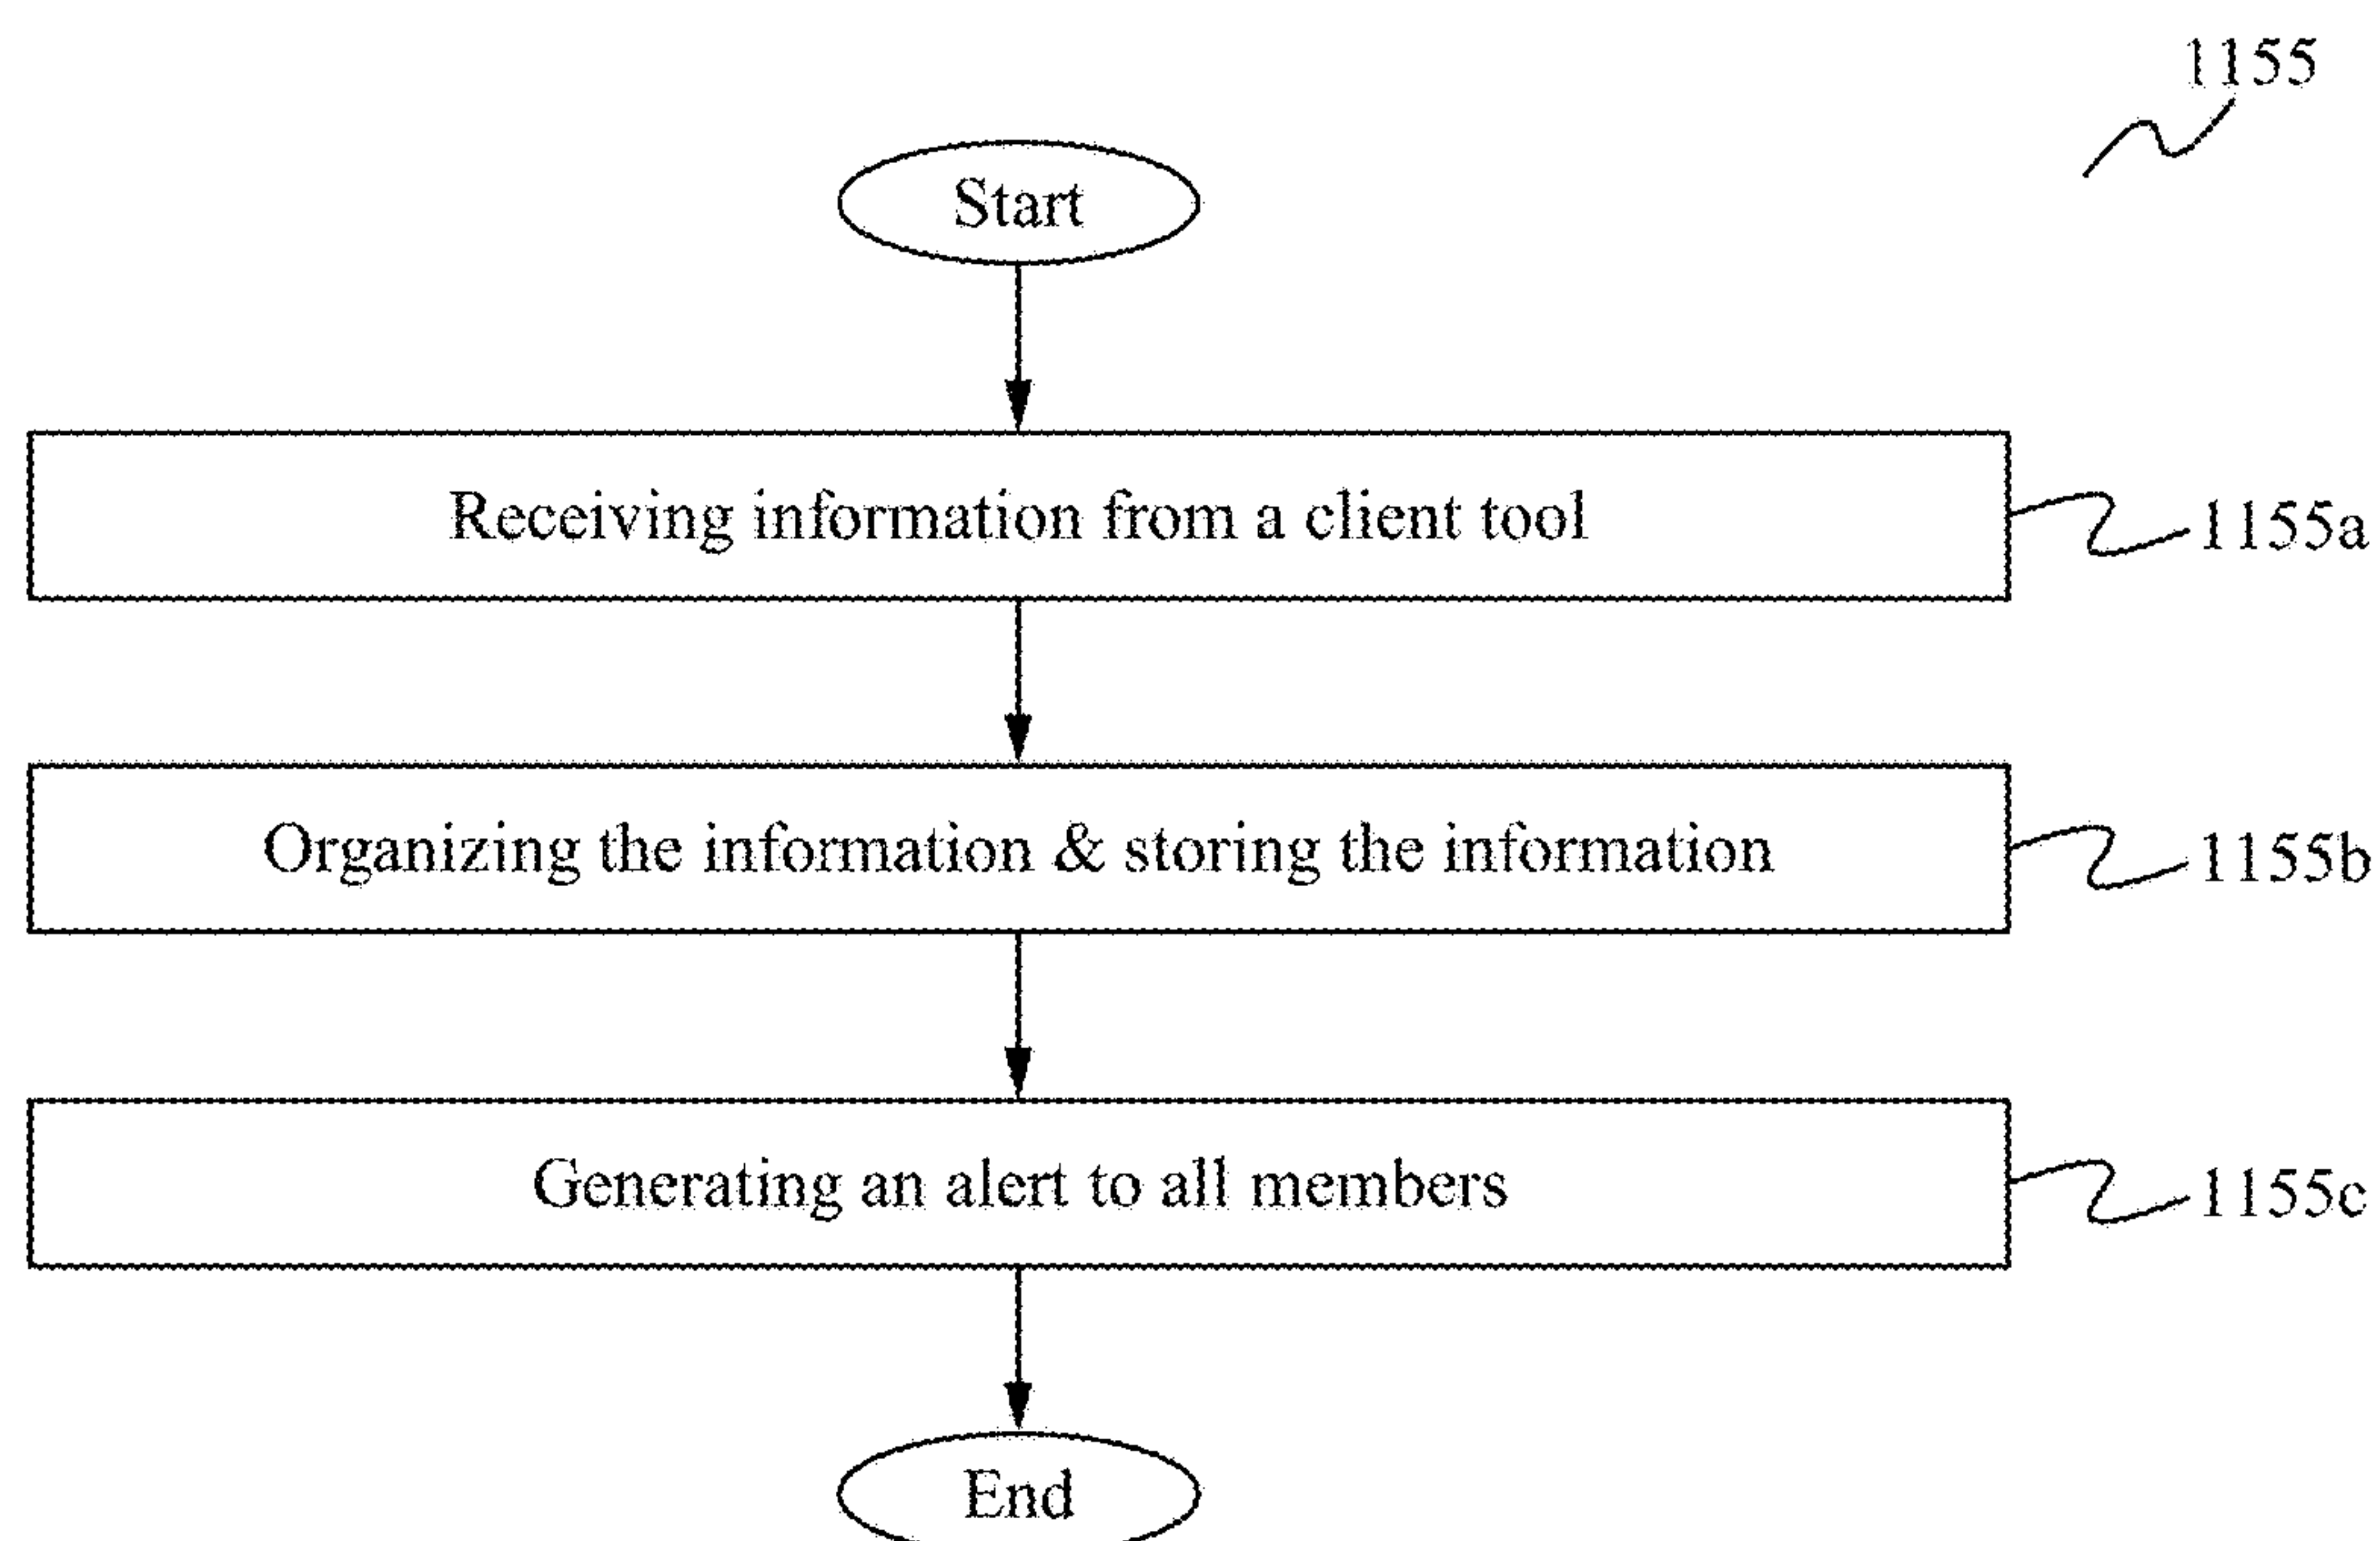 1155
Start
Receiving information from a client tool
1155a
Organizing the information & storing the information
1155b
Generating an alert to all members
1155c
End